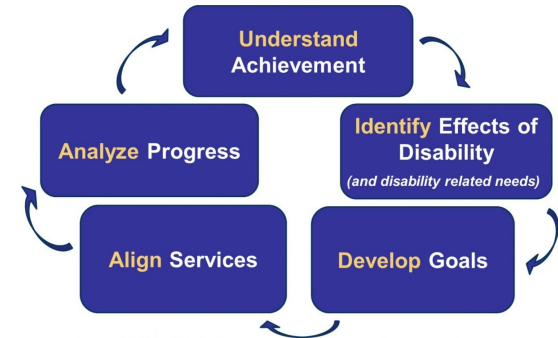 Understand
Achievement
Identify Effects of
Disability
(and disability related needs)
Develop Goals
Align Services
Analyze Progress